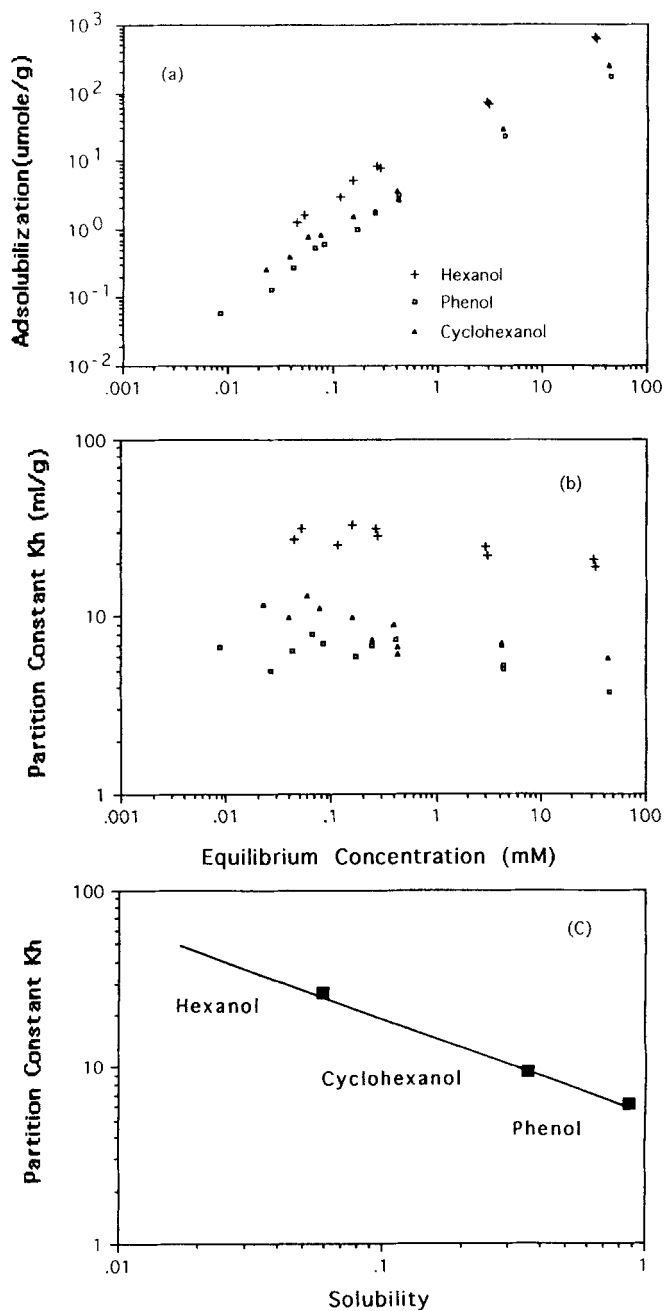 Adsolubilization(umole/g)
10³
10²
10¹
10⁰
10⁻¹
10⁻²
(a)
Hexanol
Phenol
Cyclohexanol
.001 .01 .1 1 10 100
Partition Constant Kh (ml/g)
100
10
1
(b)
.001 .01 .1 1 10 100
Equilibrium Concentration (mM)
Partition Constant Kh
100
10
1
(C)
Hexanol
Cyclohexanol
Phenol
.01 .1 1
Solubility